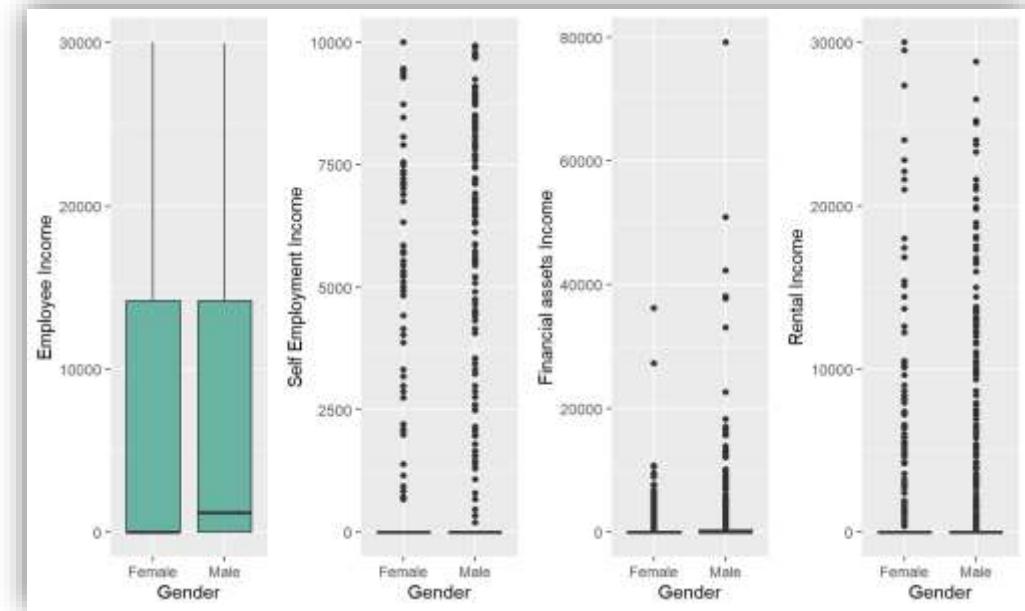 Employee Income
30000
20000
10000
0
Female Male
Gender
Self Employment Income
10000
7500
5000
2500
0
Female Male
Gender
Financial assets Income
80000
60000
40000
20000
0
Female Male
Gender
Rental Income
30000
20000
10000
0
Female Male
Gender